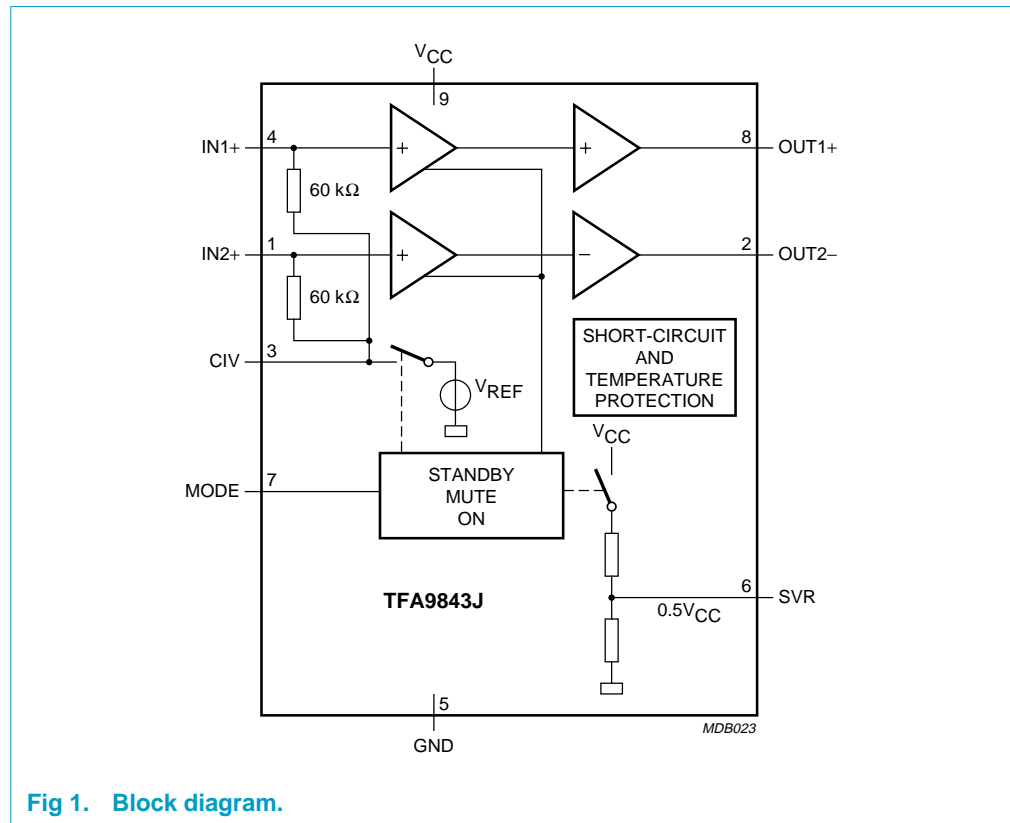 VCC
9
IN1+
4
+
+
8
OUT1+
60 kΩ
IN2+
1
+
−
2
OUT2−
60 kΩ
SHORT-CIRCUIT
AND
TEMPERATURE
PROTECTION
CIV
3
VREF
VCC
MODE
7
STANDBY
MUTE
ON
TFA9843J
6
SVR
0.5VCC
5
GND
MDB023
Fig 1. Block diagram.